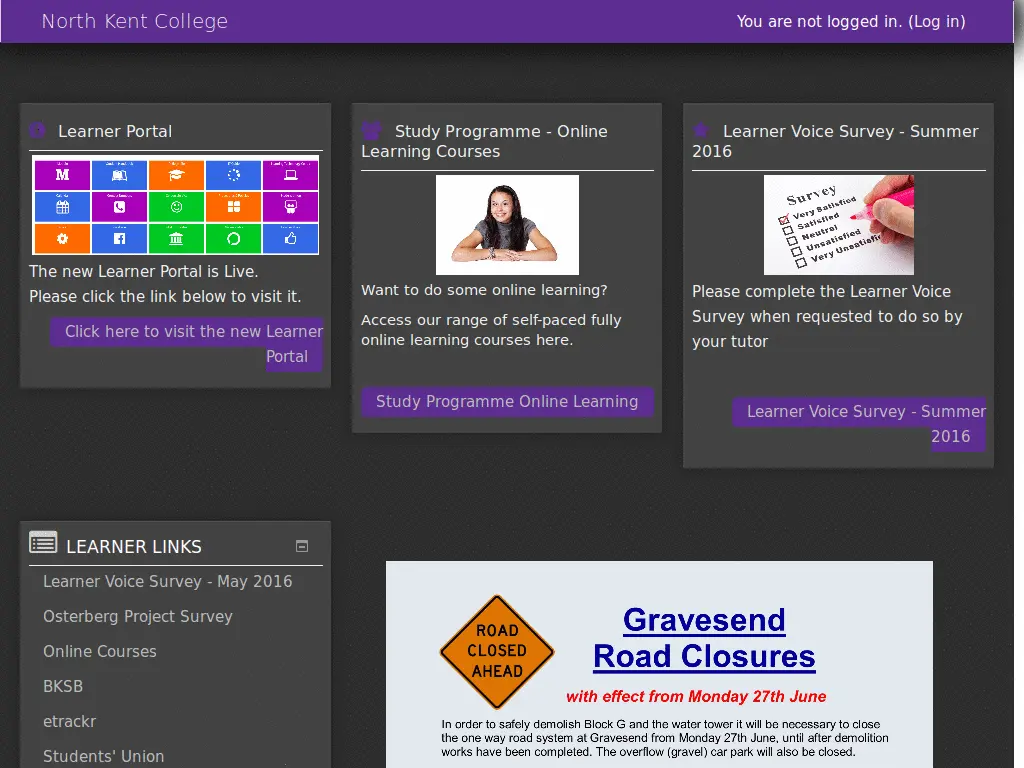 North Kent College
You are not logged in. (Log in)
Learner Portal
M
The new Learner Portal is Live.
Please click the link below to visit it.
Click here to visit the new Learner
Portal
Study Programme - Online
Learning Courses
Want to do some online learning?
Access our range of self-paced fully
online learning courses here.
Study Programme Online Learning
Learner Voice Survey - Summer
2016
Survey
Very Satisfied
Satisfied
Neutral
Unsatisfied
Very Unsatisfi
Please complete the Learner Voice
Survey when requested to do so by
your tutor
Learner Voice Survey - Summer
2016
LEARNER LINKS
Learner Voice Survey - May 2016
Osterberg Project Survey
Online Courses
BKSB
etrackr
Students' Union
ROAD
CLOSED
AHEAD
Gravesend
Road Closures
with effect from Monday 27th June
In order to safely demolish Block G and the water tower it will be necessary to close
the one way road system at Gravesend from Monday 27th June, until after demolition
works have been completed. The overflow (gravel) car park will also be closed.